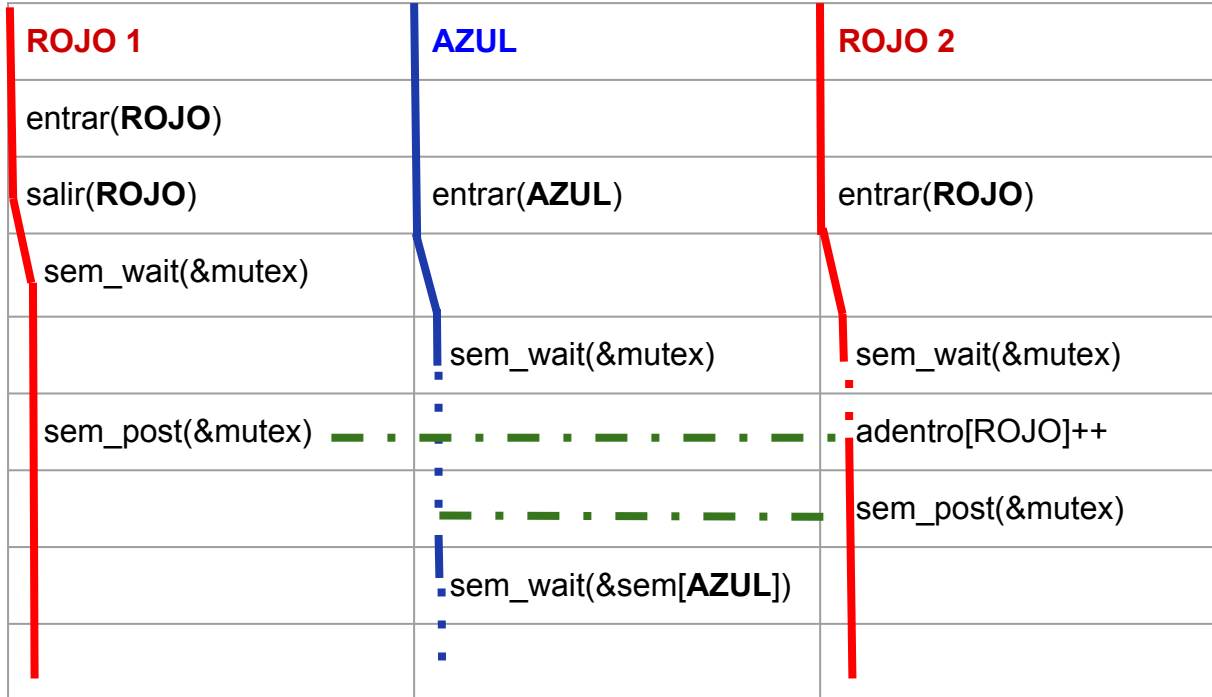 ROJO 1
AZUL
ROJO 2
entrar(ROJO)
salir(ROJO)
entrar(AZUL)
entrar(ROJO)
sem_wait(&mutex)
sem_wait(&mutex)
sem_wait(&mutex)
sem_post(&mutex)
adentro[ROJO]++
sem_post(&mutex)
sem_wait(&sem[AZUL])